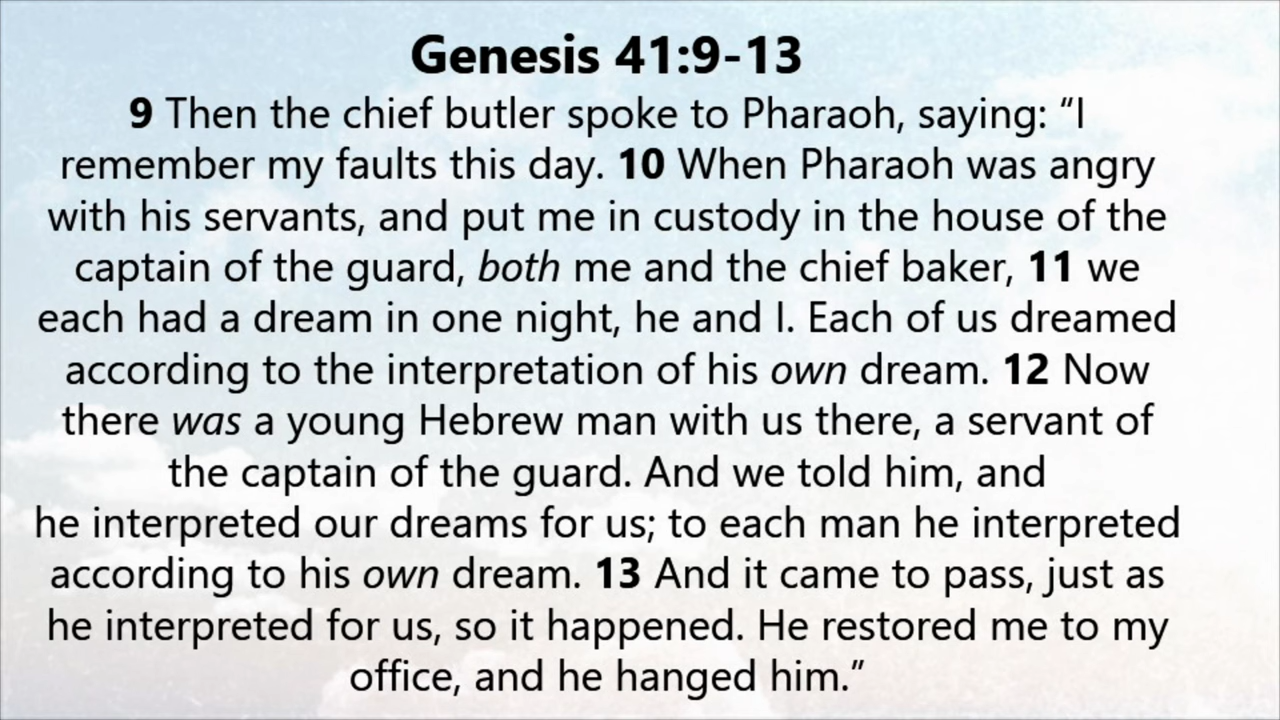 Genesis 41:9-13
9 Then the chief butler spoke to Pharaoh, saying: “I
remember my faults this day. 10 When Pharaoh was angry
with his servants, and put me in custody in the house of the
captain of the guard, both me and the chief baker, 11 we
each had a dream in one night, he and I. Each of us dreamed
according to the interpretation of his own dream. 12 Now
there was a young Hebrew man with us there, a servant of
the captain of the guard. And we told him, and
he interpreted our dreams for us; to each man he interpreted
according to his own dream. 13 And it came to pass, just as
he interpreted for us, so it happened. He restored me to my
office, and he hanged him.”